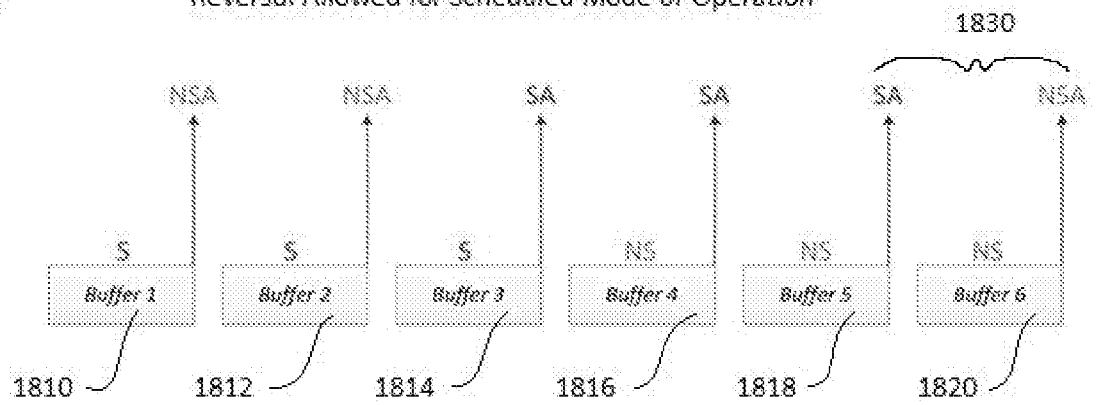 Reversal Allowed for Scheduled Mode of Operation
1830
NSA NSA SA SA SA NSA
S S S NS NS NS
Buffer 1 Buffer 2 Buffer 3 Buffer 4 Buffer 5 Buffer 6
1810 1812 1814 1816 1818 1820